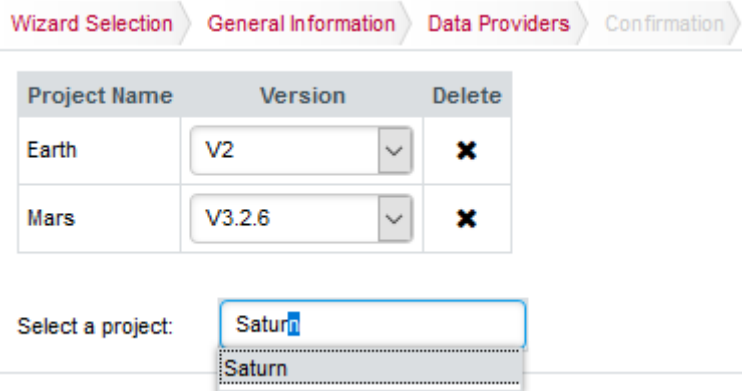 Wizard Selection General Information Data Providers Confirmation
Project Name Version Delete
Earth V2
Mars V3.2.6
Select a project: Saturn
Saturn